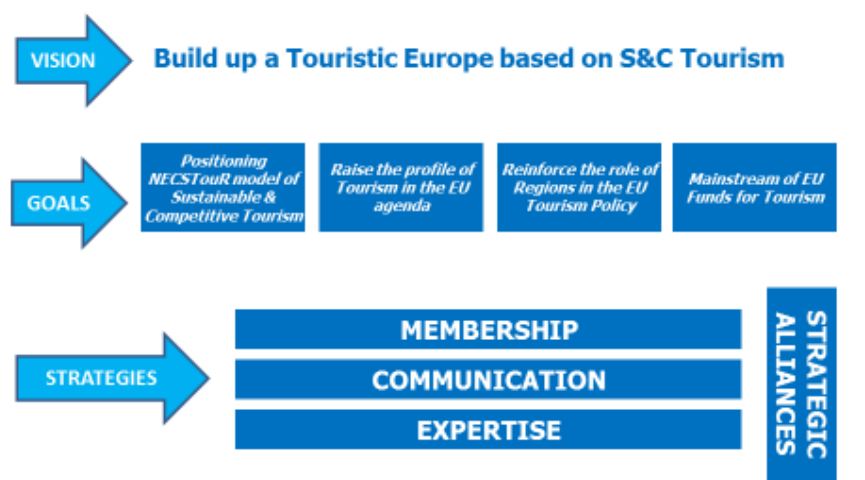 VISION
Build up a Touristic Europe based on S&C Tourism
GOALS
Positioning
NECSTouR model of
Sustainable &
Competitive Tourism
Raise the profile of
Tourism in the EU
agenda
Reinforce the role of
Regions in the EU
Tourism Policy
Mainstream of EU
Funds for Tourism
STRATEGIES
MEMBERSHIP
COMMUNICATION
EXPERTISE
STRATEGIC
ALLIANCES